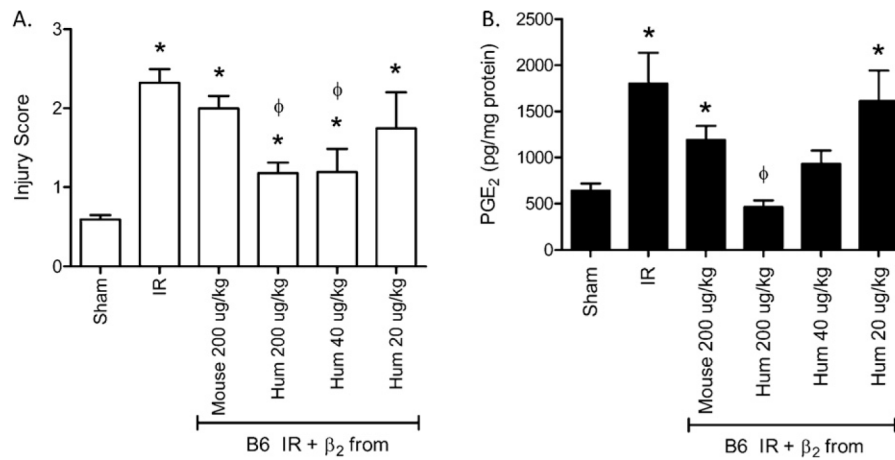 A.
3
2
1
0
Injury Score
*
*
ϕ
*
ϕ
*
*
Sham
IR
Mouse 200 ug/kg
Hum 200 ug/kg
Hum 40 ug/kg
Hum 20 ug/kg
B6 IR + β₂ from
B.
2500
2000
1500
1000
500
0
PGE₂ (pg/mg protein)
*
*
ϕ
*
Sham
IR
Mouse 200 ug/kg
Hum 200 ug/kg
Hum 40 ug/kg
Hum 20 ug/kg
B6 IR + β₂ from